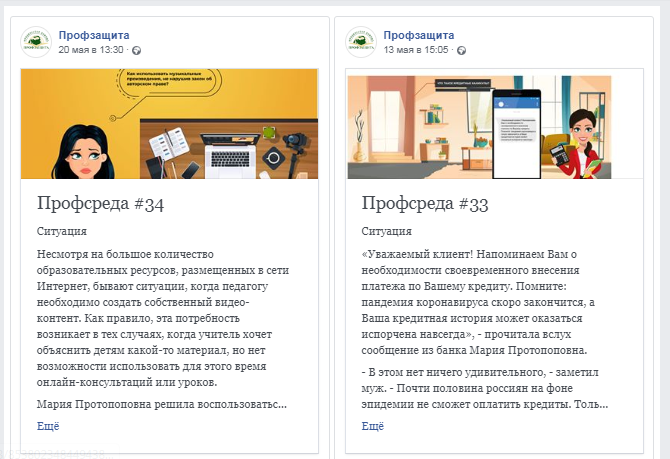 Профзащита
20 мая в 13:30 ·
Как использовать музыкальные
произведения, не нарушив закон об
авторском праве?
Профсреда #34
Ситуация
Несмотря на большое количество
образовательных ресурсов, размещенных в сети
Интернет, бывают ситуации, когда педагогу
необходимо создать собственный видео-
контент. Как правило, эта потребность
возникает в тех случаях, когда учитель хочет
объяснить детям какой-то материал, но нет
возможности использовать для этого время
онлайн-консультаций или уроков.
Мария Протопоповна решила воспользоватьс...
Ещё
Профзащита
13 мая в 15:05 ·
ЧТО ТАКОЕ КРЕДИТНЫЕ КАНИКУЛЫ?
Профсреда #33
Ситуация
«Уважаемый клиент! Напоминаем Вам о
необходимости своевременного внесения
платежа по Вашему кредиту. Помните:
пандемия коронавируса скоро закончится, а
Ваша кредитная история может оказаться
испорчена навсегда», - прочитала вслух
сообщение из банка Мария Протопоповна.
- В этом нет ничего удивительного, - заметил
муж. - Почти половина россиян на фоне
эпидемии не сможет оплатить кредиты. Толь...
Ещё